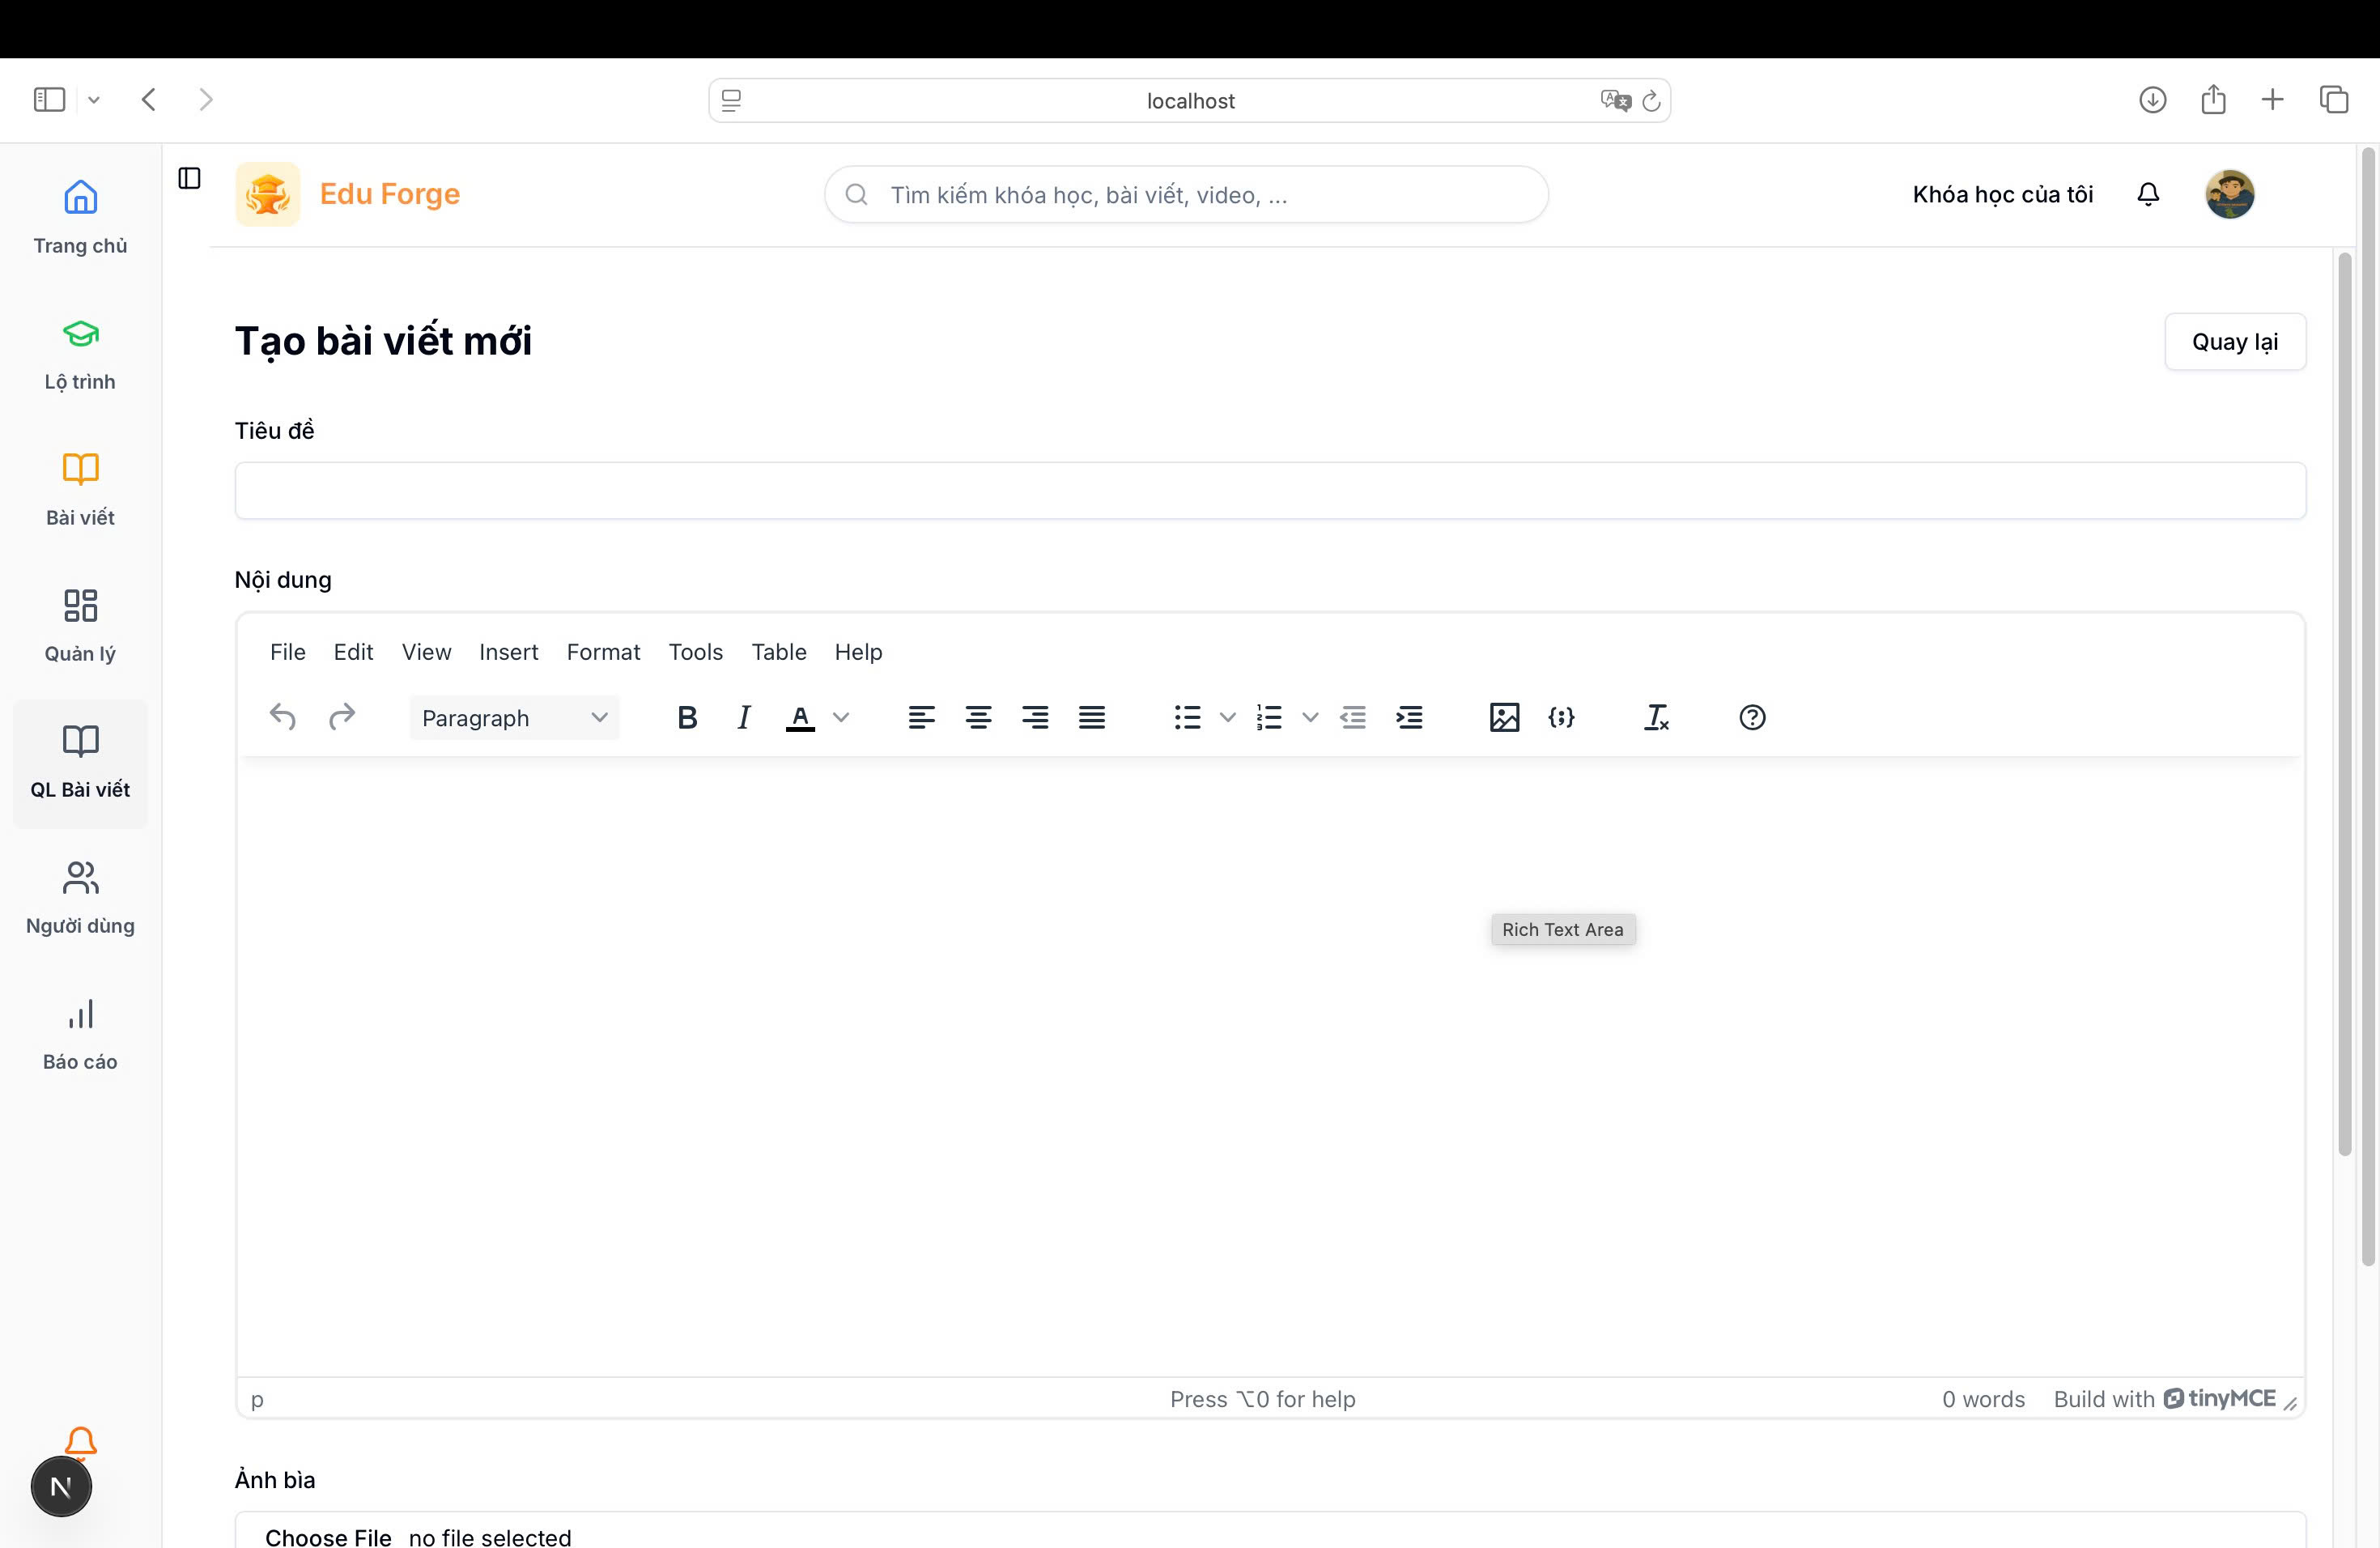 localhost
Trang chủ
Lộ trình
Bài viết
Quản lý
QL Bài viết
Người dùng
Báo cáo
N
Edu Forge
Tìm kiếm khóa học, bài viết, video, ...
Khóa học của tôi
Tạo bài viết mới
Quay lại
Tiêu đề
Nội dung
File Edit View Insert Format Tools Table Help
Paragraph B I A
Rich Text Area
p Press ⌥0 for help 0 words Build with tinyMCE
Ảnh bìa
Choose File no file selected